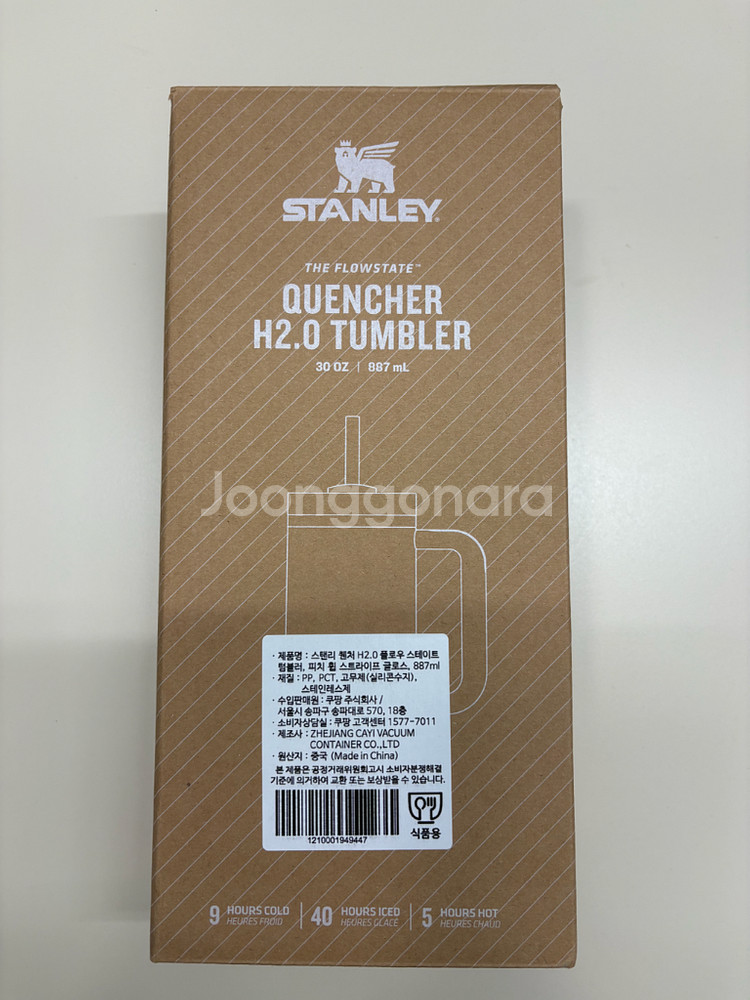 STANLEY®
THE FLOWSTATE™
QUENCHER
H2.0 TUMBLER
30 OZ | 887 mL
Joonggonara
· 제품명 : 스탠리 퀜처 H2.0 플로우 스테이트
텀블러, 피치 휩 스트라이프 글로스, 887ml
· 재질 : PP, PCT, 고무제(실리콘수지),
스테인레스제
· 수입판매원 : 쿠팡 주식회사 /
서울시 송파구 송파대로 570, 18층
· 소비자상담실 : 쿠팡 고객센터 1577-7011
· 제조사 : ZHEJIANG CAYI VACUUM
CONTAINER CO.,LTD
· 원산지 : 중국 (Made in China)
본 제품은 공정거래위원회고시 소비자분쟁해결
기준에 의거하여 교환 또는 보상받을 수 있습니다.
1210001949447
식품용
9 HOURS COLD HEURES FROID | 40 HOURS ICED HEURES GLACÉ | 5 HOURS HOT HEURES CHAUD